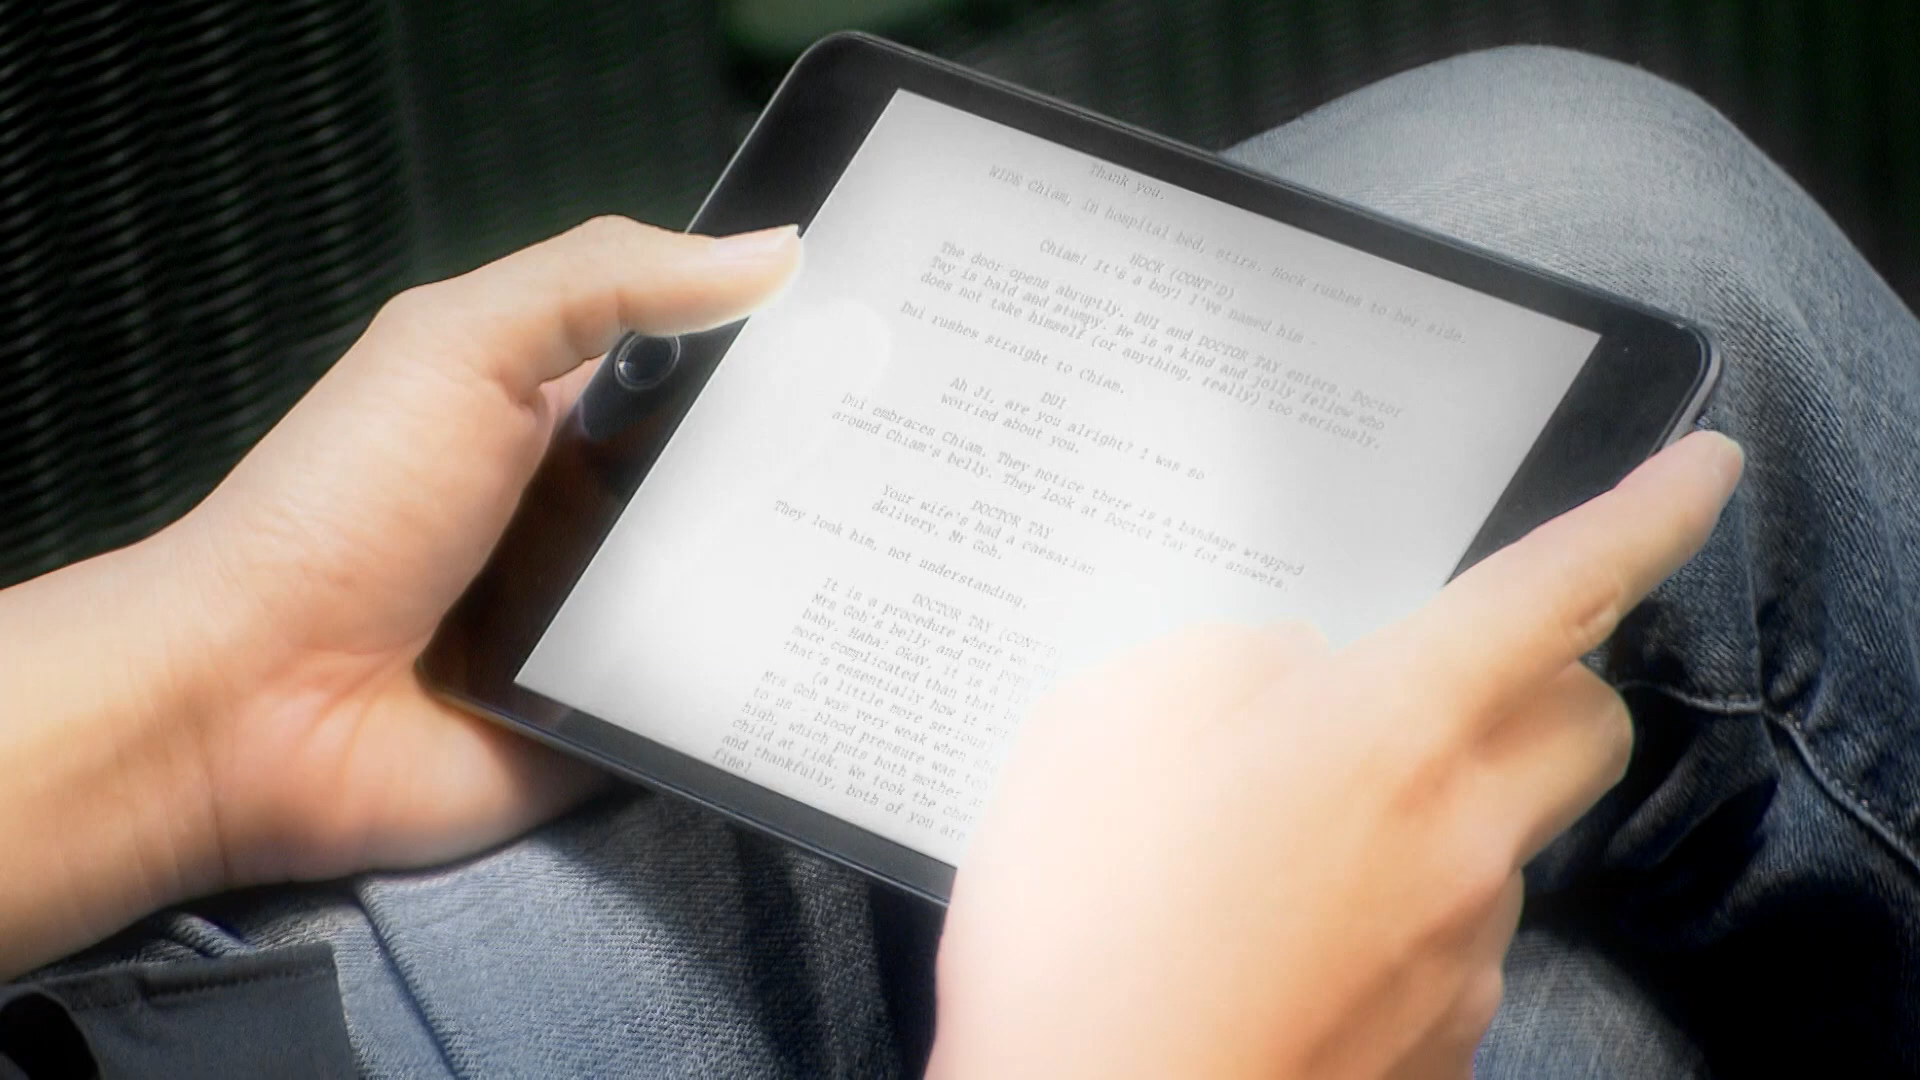 Thank you.
WIDE Chiam, in hospital bed, stirs. Hock rushes to her side.
HOCK (CONT'D)
Chiam! It's a boy! I've named him -
The door opens abruptly. DUI and DOCTOR TAY enters. Doctor
Tay is bald and stumpy. He is a kind and jolly fellow who
does not take himself (or anything, really) too seriously.
Dui rushes straight to Chiam.
DUI
Ah Ji, are you alright? I was so
worried about you.
Dui embraces Chiam. They notice there is a bandage wrapped
around Chiam's belly. They look at Doctor Tay for answers.
DOCTOR TAY
Your wife's had a caesarian
delivery, Mr Goh.
They look him, not understanding.
DOCTOR TAY (CONT'D)
It is a procedure where we
Mrs Goh's belly and out pops
baby. Haha! Okay, it is a
more complicated than that
that's essentially how it
(a little more serious)
Mrs Goh was very weak when
to us - blood pressure was too
high, which puts both mother
child at risk. We took the
and thankfully, both of you are
fine!